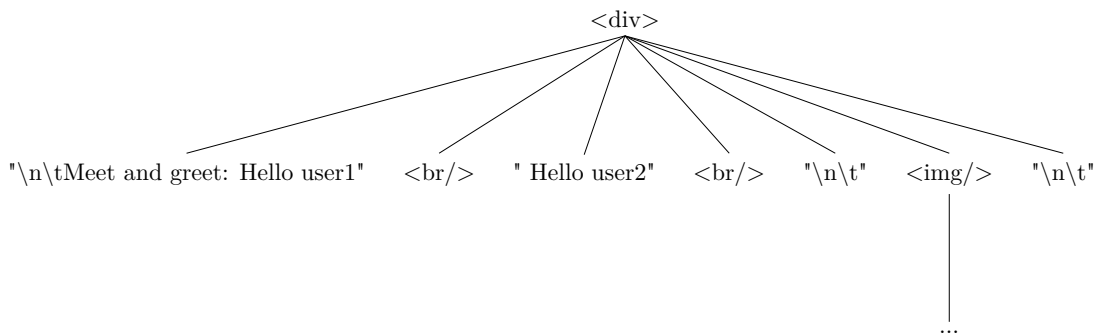 <div>
"\n\tMeet and greet: Hello user1" <br/> " Hello user2" <br/> "\n\t" <img/> "\n\t"
...